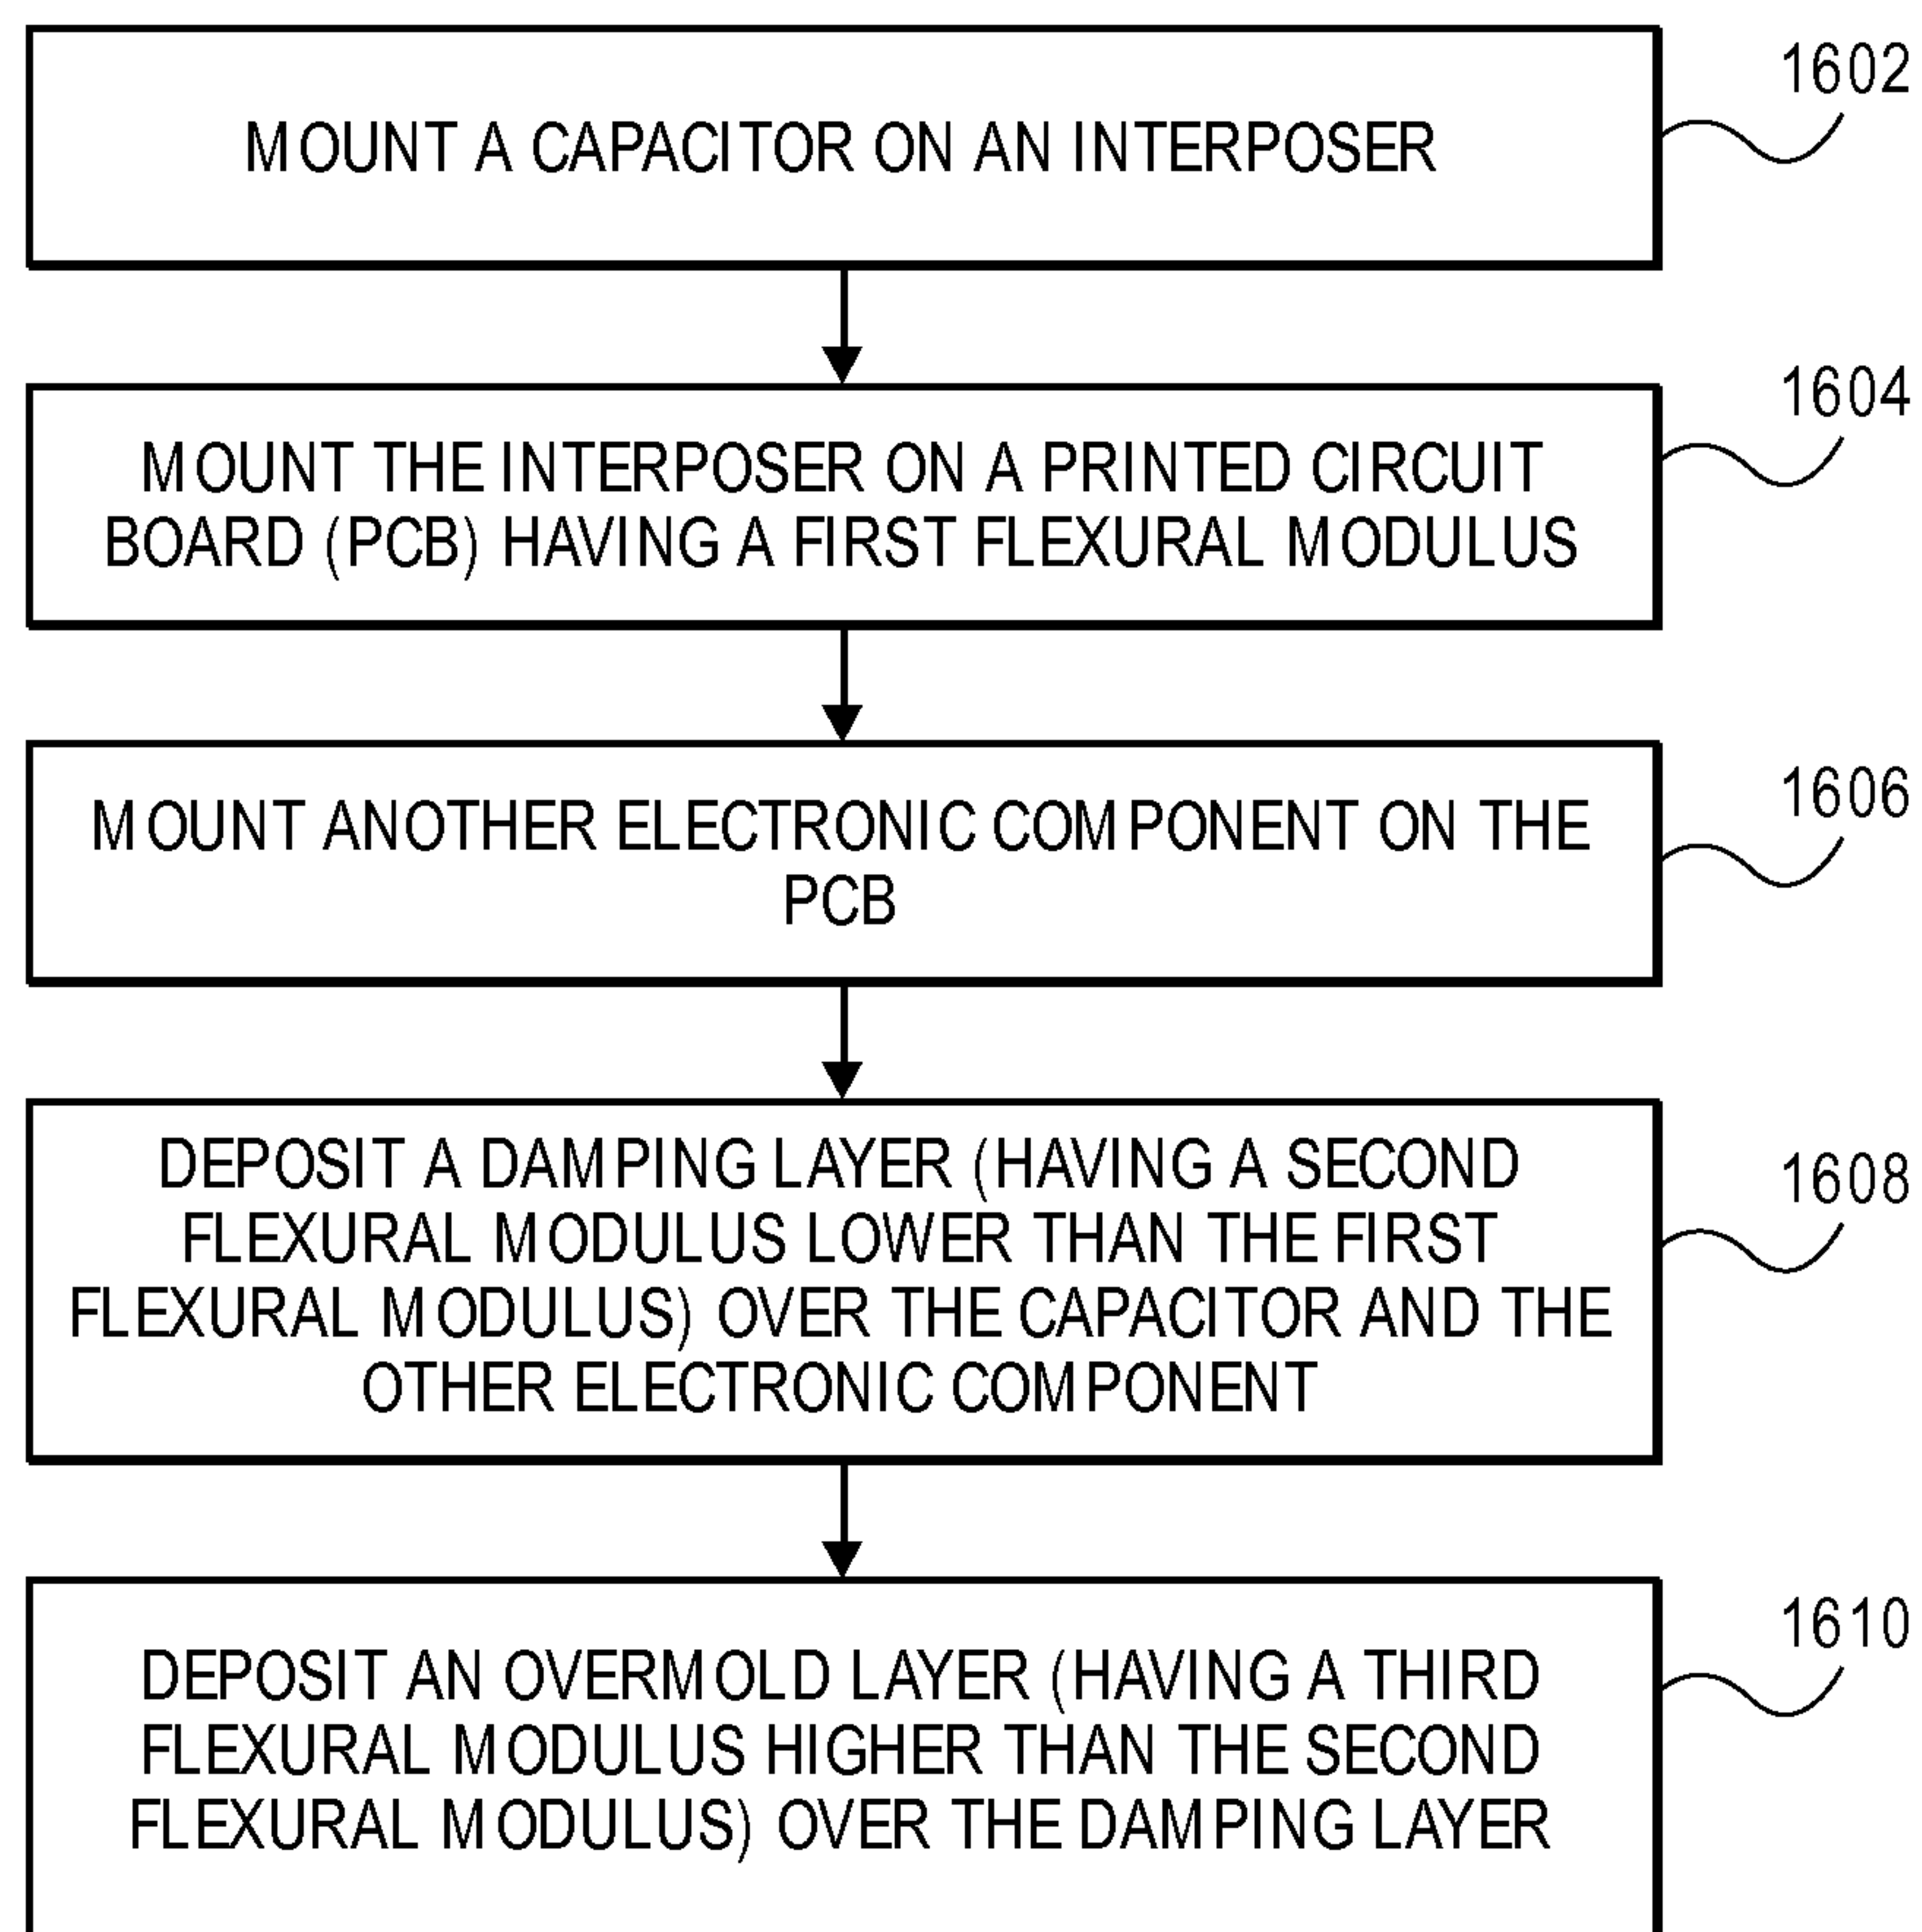 1602
MOUNT A CAPACITOR ON AN INTERPOSER
1604
MOUNT THE INTERPOSER ON A PRINTED CIRCUIT
BOARD (PCB) HAVING A FIRST FLEXURAL MODULUS
1606
MOUNT ANOTHER ELECTRONIC COMPONENT ON THE
PCB
1608
DEPOSIT A DAMPING LAYER (HAVING A SECOND
FLEXURAL MODULUS LOWER THAN THE FIRST
FLEXURAL MODULUS) OVER THE CAPACITOR AND THE
OTHER ELECTRONIC COMPONENT
1610
DEPOSIT AN OVERMOLD LAYER (HAVING A THIRD
FLEXURAL MODULUS HIGHER THAN THE SECOND
FLEXURAL MODULUS) OVER THE DAMPING LAYER